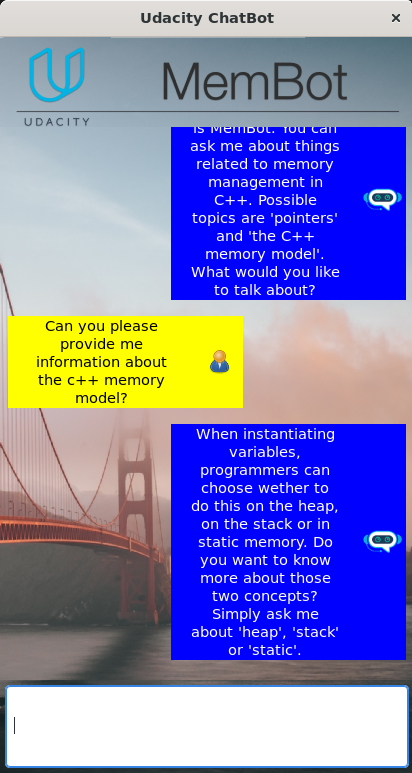 Udacity ChatBot
×
UDACITY
MemBot
is MemBot. You can
ask me about things
related to memory
management in
C++. Possible
topics are 'pointers'
and 'the C++
memory model'.
What would you like
to talk about?
Can you please
provide me
information about
the c++ memory
model?
When instantiating
variables,
programmers can
choose wether to
do this on the heap,
on the stack or in
static memory. Do
you want to know
more about those
two concepts?
Simply ask me
about 'heap', 'stack'
or 'static'.